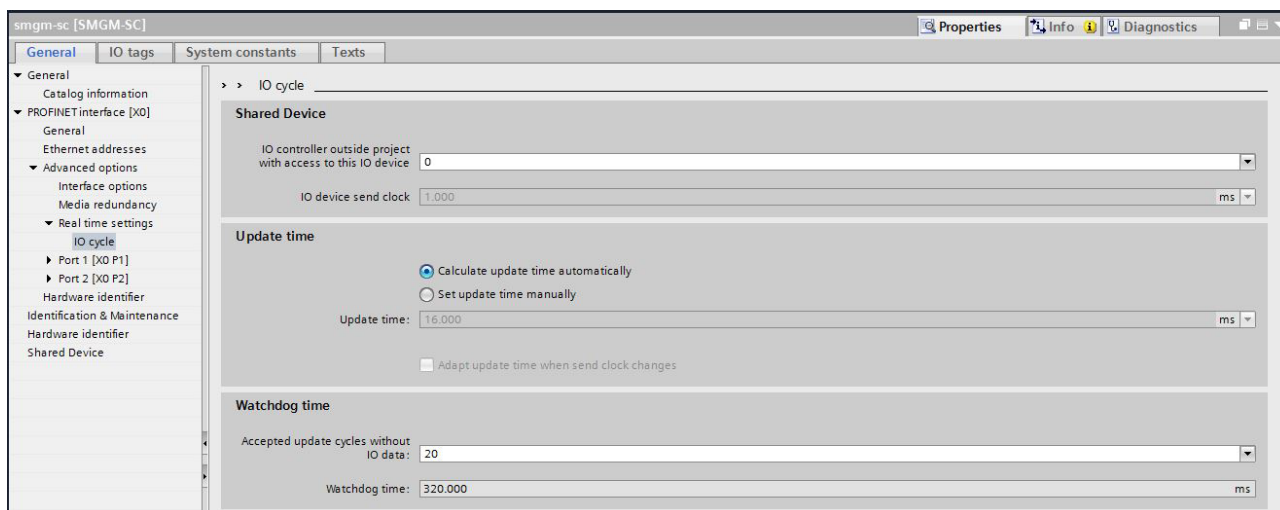 smgm-sc [SMGM-SC]
Properties
Info
Diagnostics
General
IO tags
System constants
Texts
General
Catalog information
PROFINET interface [X0]
General
Ethernet addresses
Advanced options
Interface options
Media redundancy
Real time settings
IO cycle
Port 1 [X0 P1]
Port 2 [X0 P2]
Hardware identifier
Identification & Maintenance
Hardware identifier
Shared Device
> > IO cycle
Shared Device
IO controller outside project
with access to this IO device 0
IO device send clock 1.000 ms
Update time
Calculate update time automatically
Set update time manually
Update time: 16.000 ms
Adapt update time when send clock changes
Watchdog time
Accepted update cycles without
IO data: 20
Watchdog time: 320.000 ms